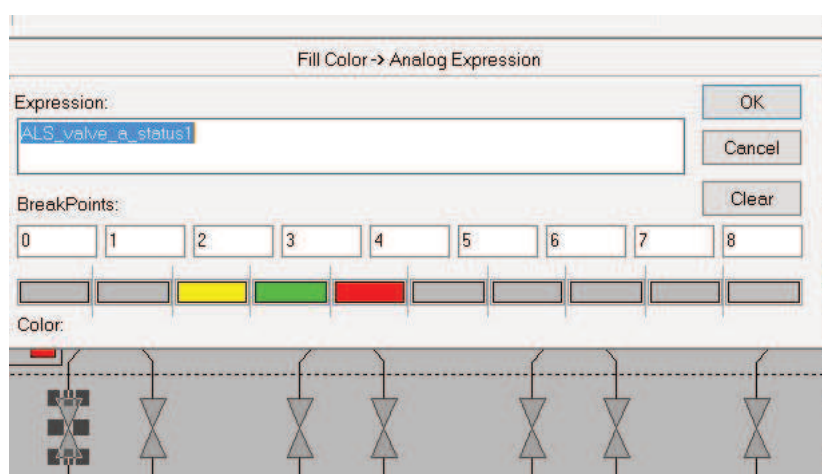 Fill Color -> Analog Expression
Expression:
OK
ALS_valve_a_status1
Cancel
Clear
BreakPoints:
0 1 2 3 4 5 6 7 8
Color: